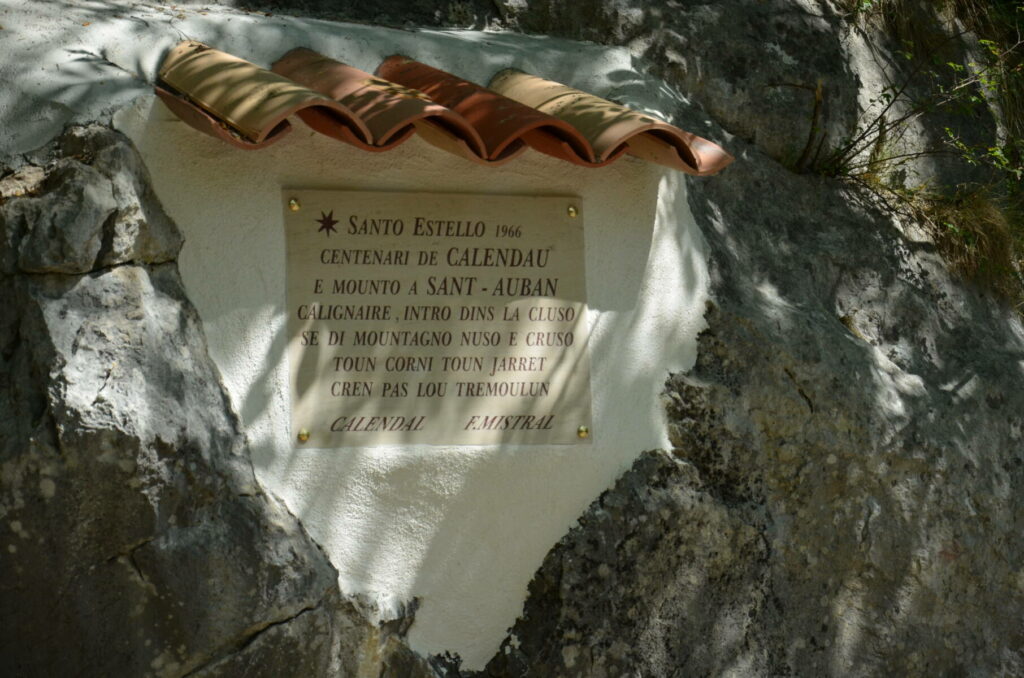 SANTO ESTELLO 1966
CENTENARI DE CALENDAU
E MOUNTO A SANT - AUBAN
CALIGNAIRE, INTRO DINS LA CLUSO
SE DI MOUNTAGNO NUSO E CRUSO
TOUN CORNI TOUN JARRET
CREN PAS LOU TREMOULUN
CALENDAL F.MISTRAL